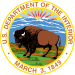 U.S. DEPARTMENT OF THE INTERIOR
MARCH 3, 1849